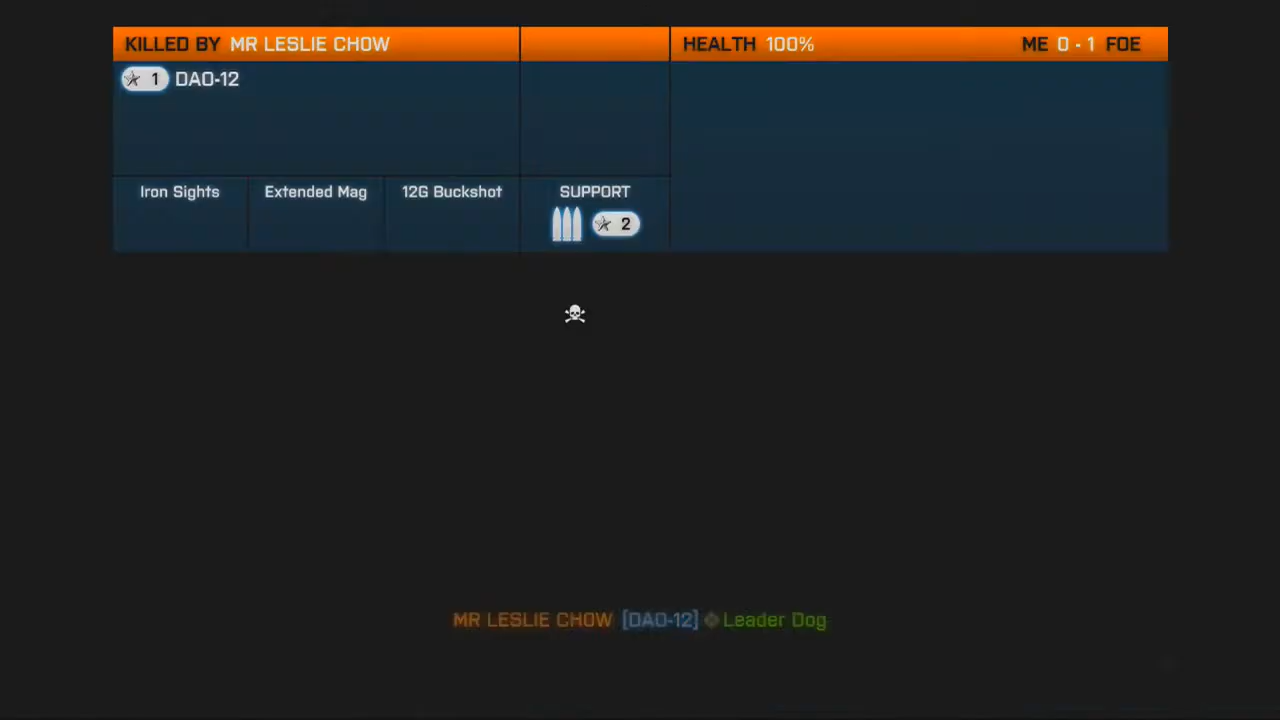 KILLED BY MR LESLIE CHOW HEALTH 100% ME 0 - 1 FOE
1 DAO-12
Iron Sights Extended Mag 12G Buckshot SUPPORT
2
MR LESLIE CHOW [DAO-12] Leader Dog